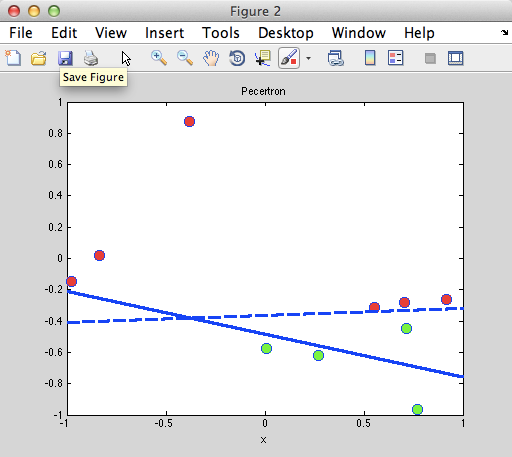 Figure 2
File Edit View Insert Tools Desktop Window Help
Save Figure
Pecertron
1
0.8
0.6
0.4
0.2
0
-0.2
-0.4
-0.6
-0.8
-1
-1 -0.5 0 0.5 1
x